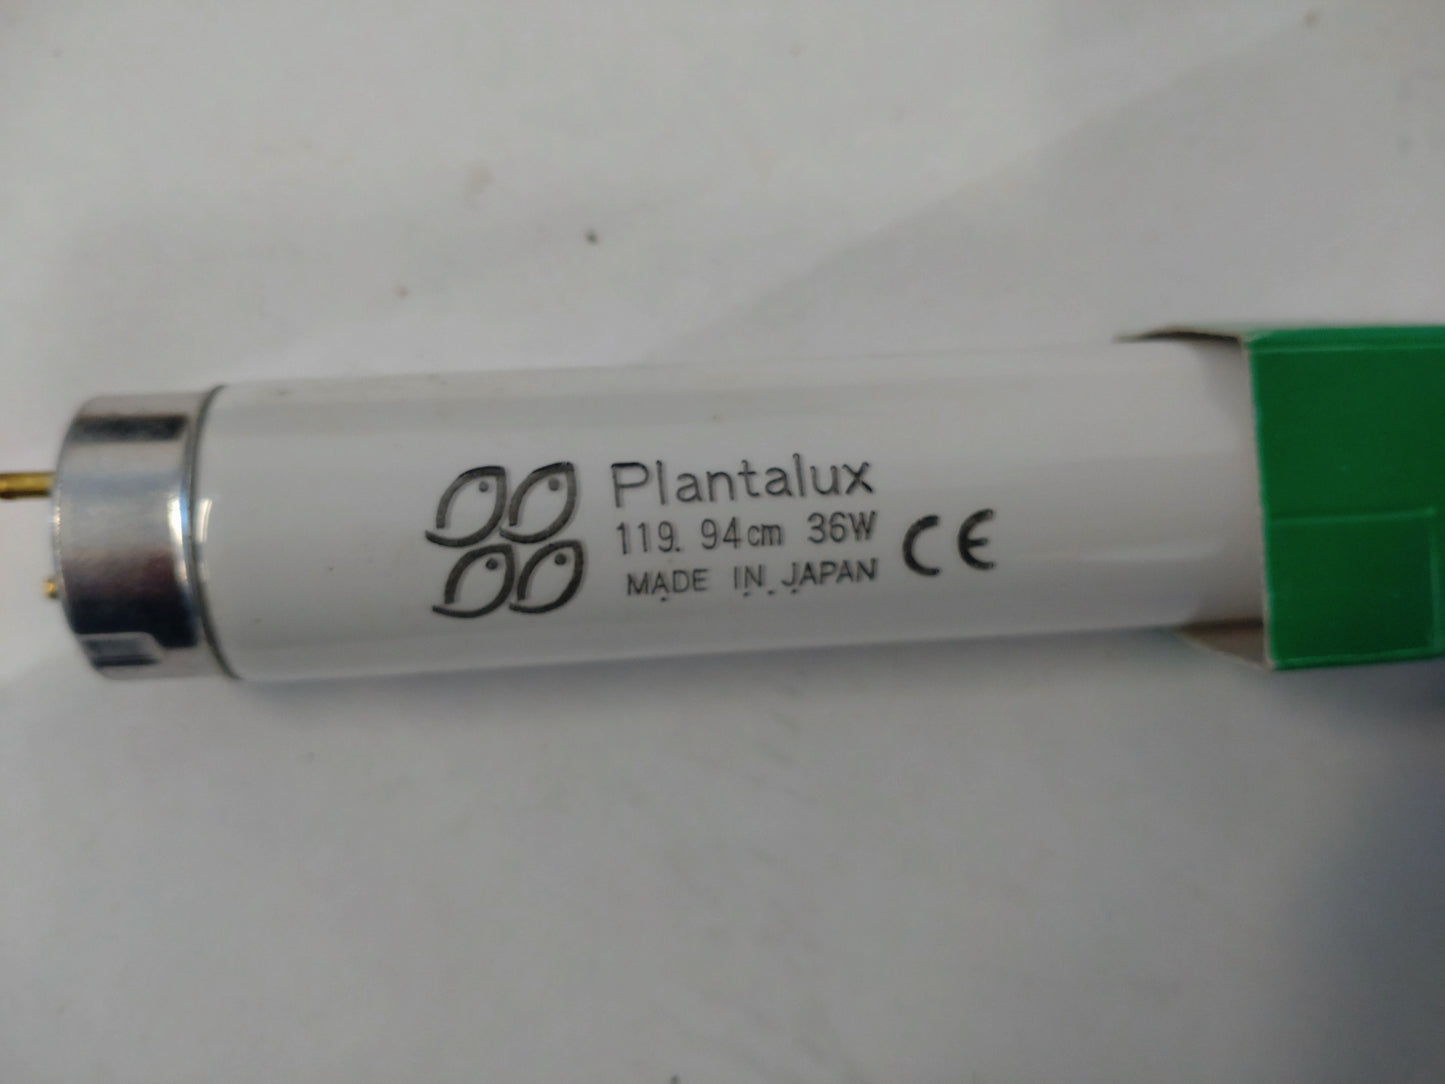 Plantalux
119. 94cm 36W
MADE IN JAPAN
CE